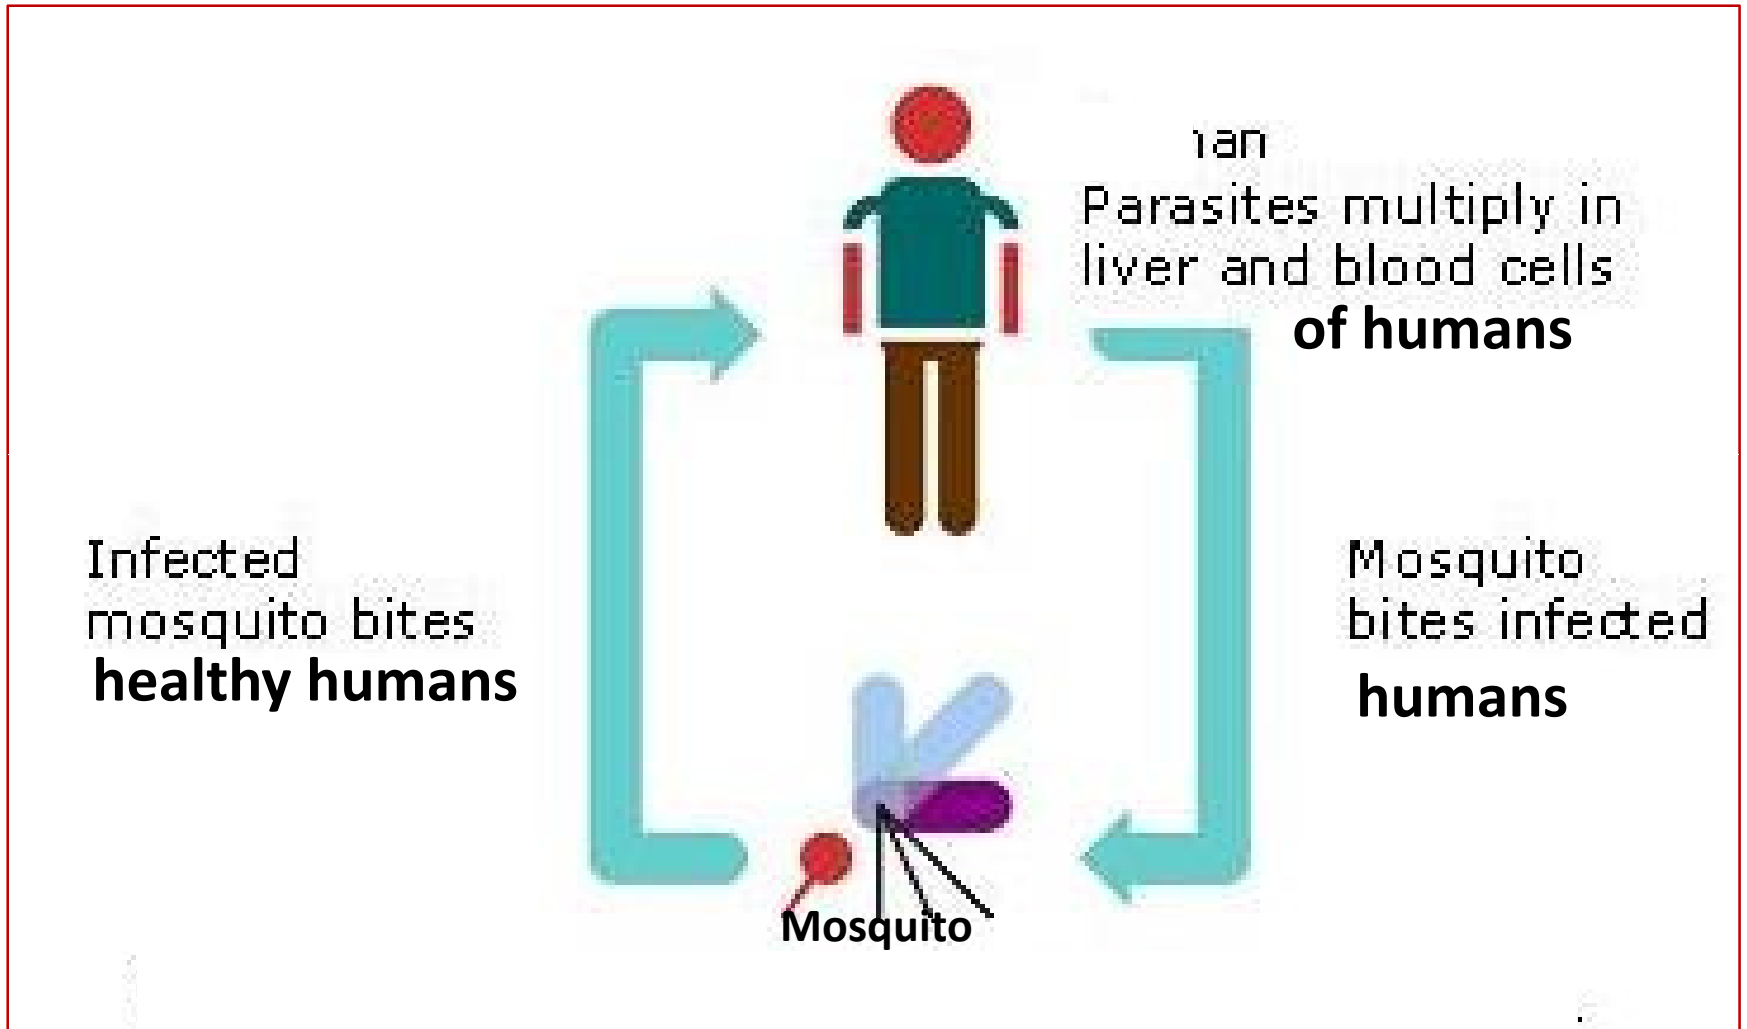 Parasites multiply in
liver and blood cells
of humans
Infected
mosquito bites
healthy humans
Mosquito
bites infected
humans
Mosquito